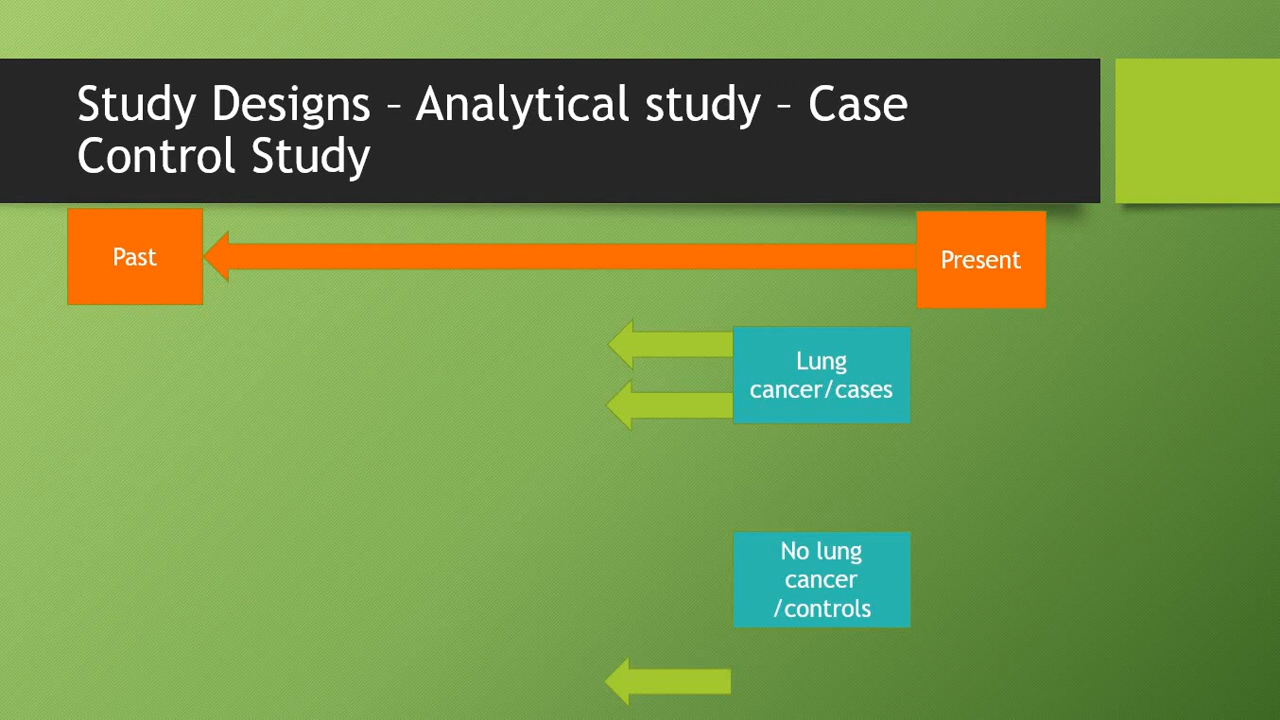 Study Designs – Analytical study – Case
Control Study
Past
Present
Lung
cancer/cases
No lung
cancer
/controls